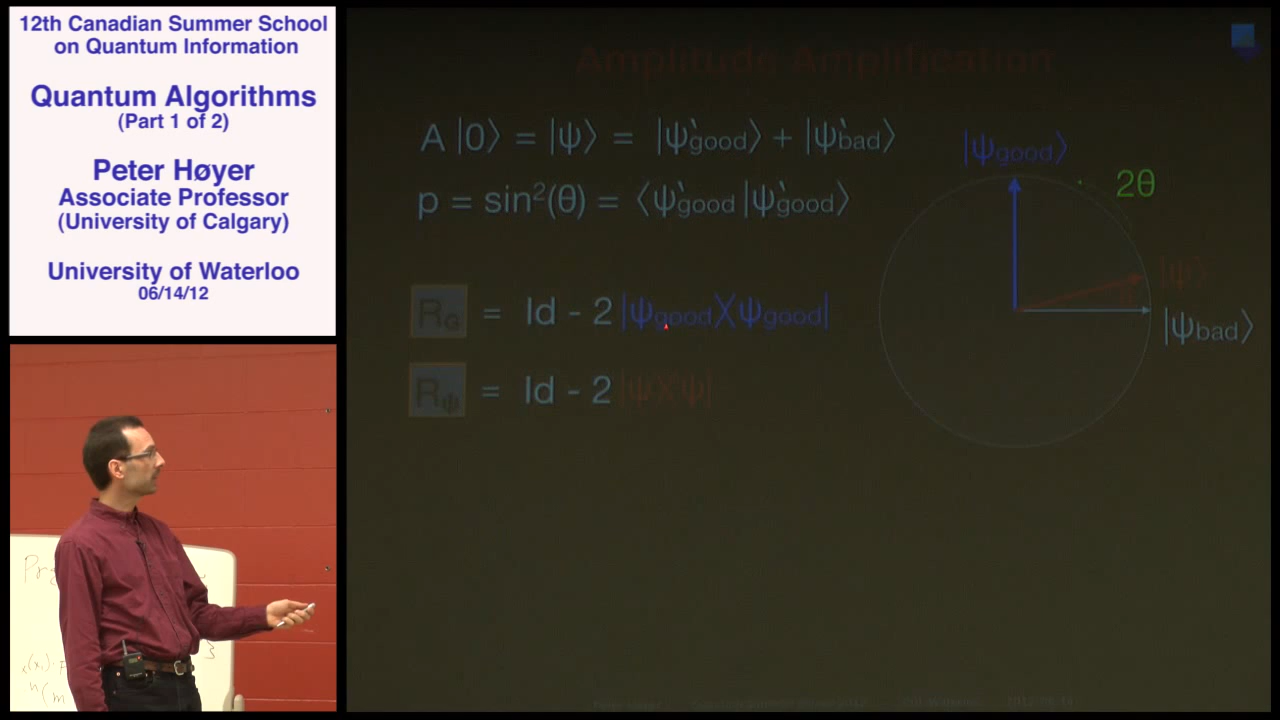 12th Canadian Summer School
on Quantum Information
Quantum Algorithms
(Part 1 of 2)
Peter Høyer
Associate Professor
(University of Calgary)
University of Waterloo
06/14/12
Amplitude Amplification
A |0⟩ = |ψ⟩ = |ψ̀good⟩ + |ψ̀bad⟩
p = sin²(θ) = ⟨ψ̀good |ψ̀good⟩
R_G = Id - 2 |ψgood⟩⟨ψgood|
R_ψ = Id - 2 |ψ⟩⟨ψ|
|ψgood⟩
2θ
|ψ⟩
|ψbad⟩